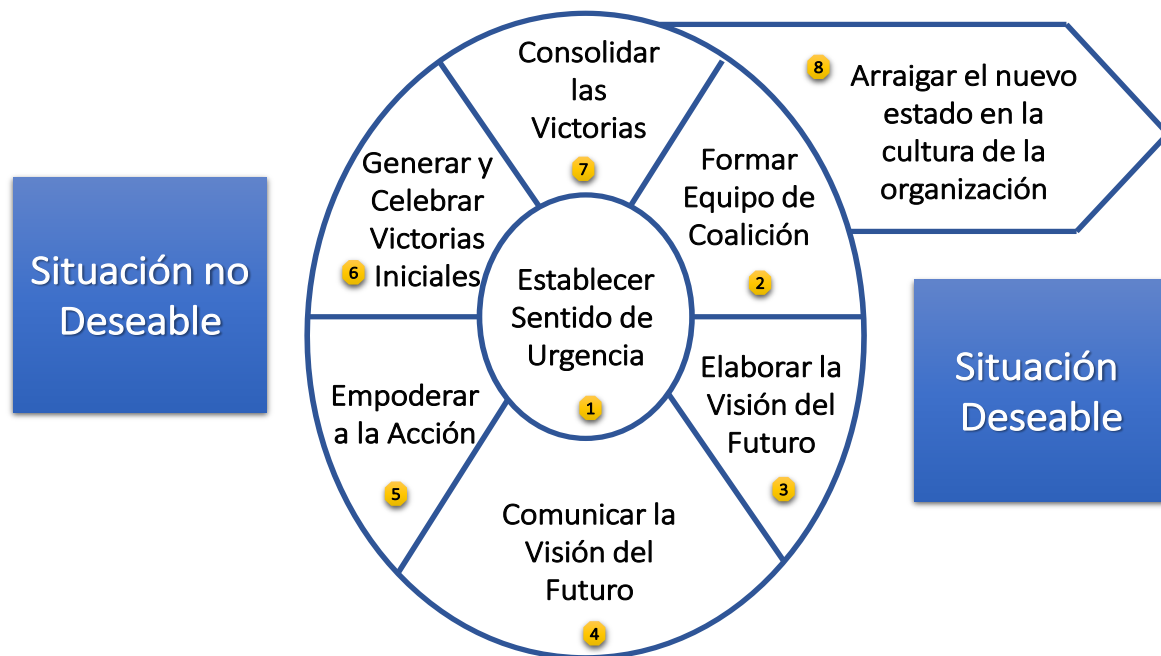 Situación no
Deseable
Establecer
Sentido de
Urgencia
1
Formar
Equipo de
Coalición
2
Elaborar la
Visión del
Futuro
3
Comunicar la
Visión del
Futuro
4
Empoderar
a la Acción
5
Generar y
Celebrar
Victorias
Iniciales
6
Consolidar
las
Victorias
7
8
Arraigar el nuevo
estado en la
cultura de la
organización
Situación
Deseable